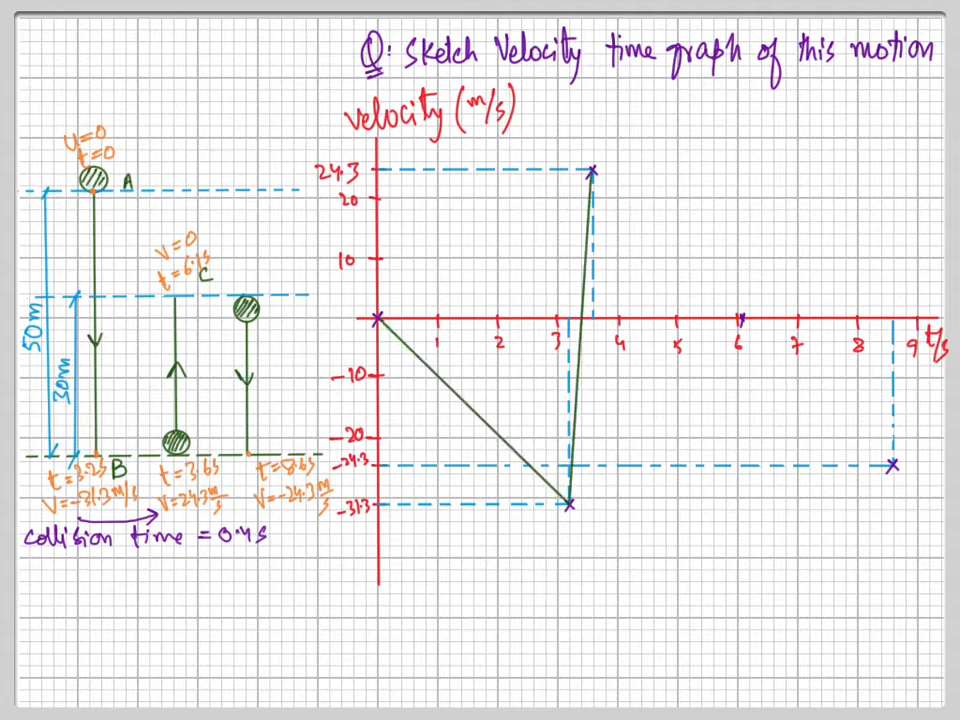 Q: Sketch Velocity time graph of this motion
velocity (m/s)
24.3
20
10
-10
-20
-24.3
-31.3
1 2 3 4 5 6 7 8 9 t/s
u=0
t=0
A
V=0
t=6.1s
C
50m
30m
B
t=3.2s
V=-31.3m/s
t=3.6s
V=24.3m/s
t=8.6s
V=-24.3m/s
Collision time = 0.4s